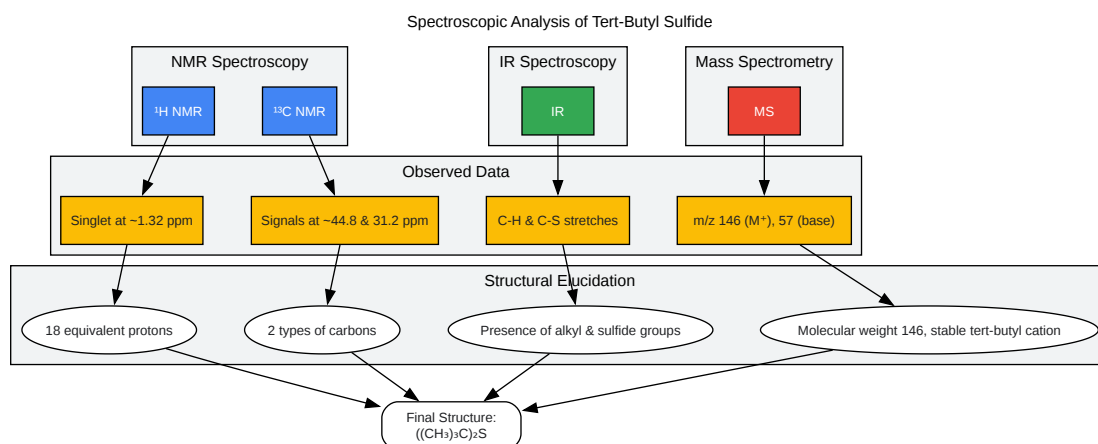 Spectroscopic Analysis of Tert-Butyl Sulfide
NMR Spectroscopy
IR Spectroscopy
Mass Spectrometry
¹H NMR
¹³C NMR
IR
MS
Observed Data
Singlet at ~1.32 ppm
Signals at ~44.8 & 31.2 ppm
C-H & C-S stretches
m/z 146 (M⁺), 57 (base)
Structural Elucidation
18 equivalent protons
2 types of carbons
Presence of alkyl & sulfide groups
Molecular weight 146, stable tert-butyl cation
Final Structure:
((CH₃)₃C)₂S